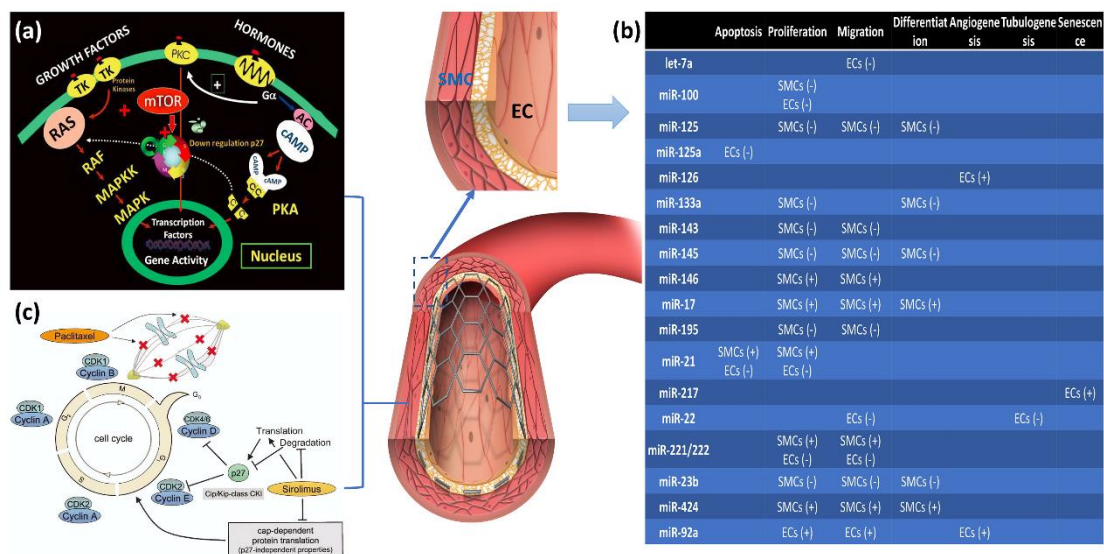 (a)
GROWTH FACTORS
HORMONES
PKC
TK
TK
Protein
Kinases
+
Gα
mTOR
AC
RAS
+
cAMP
Down regulation p27
RAF
cAMP
cAMP
MAPKK
CC
MAPK
PKA
Transcription
Factors
Gene Activity
Nucleus
SMC
EC
(b)
Apoptosis Proliferation Migration Differentiat ion Angiogene sis Tubulogene sis Senescen ce
let-7a ECs (-)
miR-100 SMCs (-)
ECs (-)
miR-125 SMCs (-) SMCs (-) SMCs (-)
miR-125a ECs (-)
miR-126 ECs (+)
miR-133a SMCs (-) SMCs (-)
miR-143 SMCs (-) SMCs (-)
miR-145 SMCs (-) SMCs (-) SMCs (-)
miR-146 SMCs (+) SMCs (+)
miR-17 SMCs (+) SMCs (+) SMCs (+)
miR-195 SMCs (-) SMCs (-)
miR-21 SMCs (+) SMCs (+)
ECs (-) ECs (-)
miR-217 ECs (+)
miR-22 ECs (-) ECs (-)
miR-221/222 SMCs (+) SMCs (+)
ECs (-) ECs (-)
miR-23b SMCs (-) SMCs (-) SMCs (-)
miR-424 SMCs (+) SMCs (+) SMCs (+)
miR-92a ECs (+) ECs (+) ECs (+)
(c)
Paclitaxel
CDK1
Cyclin B
M
G₀
CDK1
Cyclin A
G₂
cell cycle
CDK4/6
Cyclin D
Translation
Degradation
p27
G₁
S
CDK2
Cyclin E
Cip/Kip-class CKI
Sirolimus
CDK2
Cyclin A
cap-dependent
protein translation
(p27-independent properties)